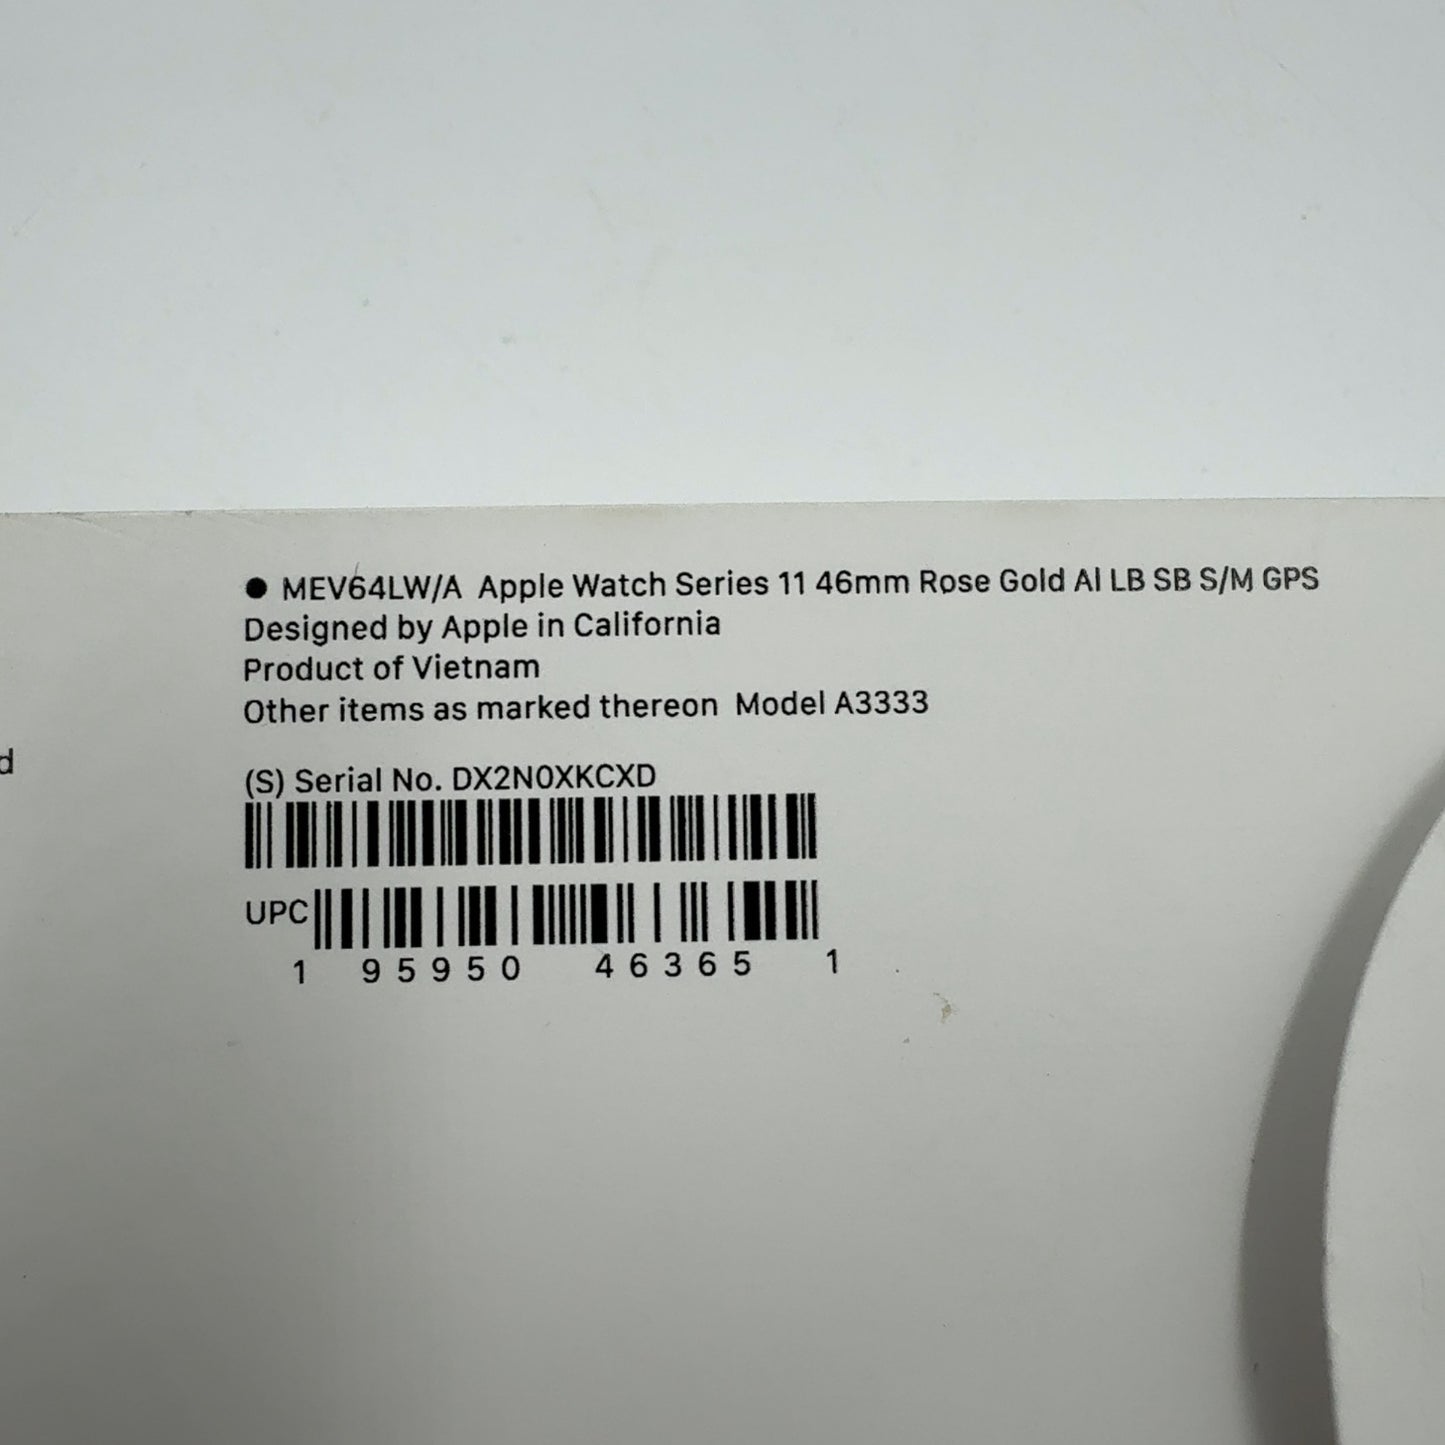 ● MEV64LW/A Apple Watch Series 11 46mm Rose Gold Al LB SB S/M GPS
Designed by Apple in California
Product of Vietnam
Other items as marked thereon Model A3333
d
(S) Serial No. DX2N0XKCXD
UPC
1 95950 46365 1